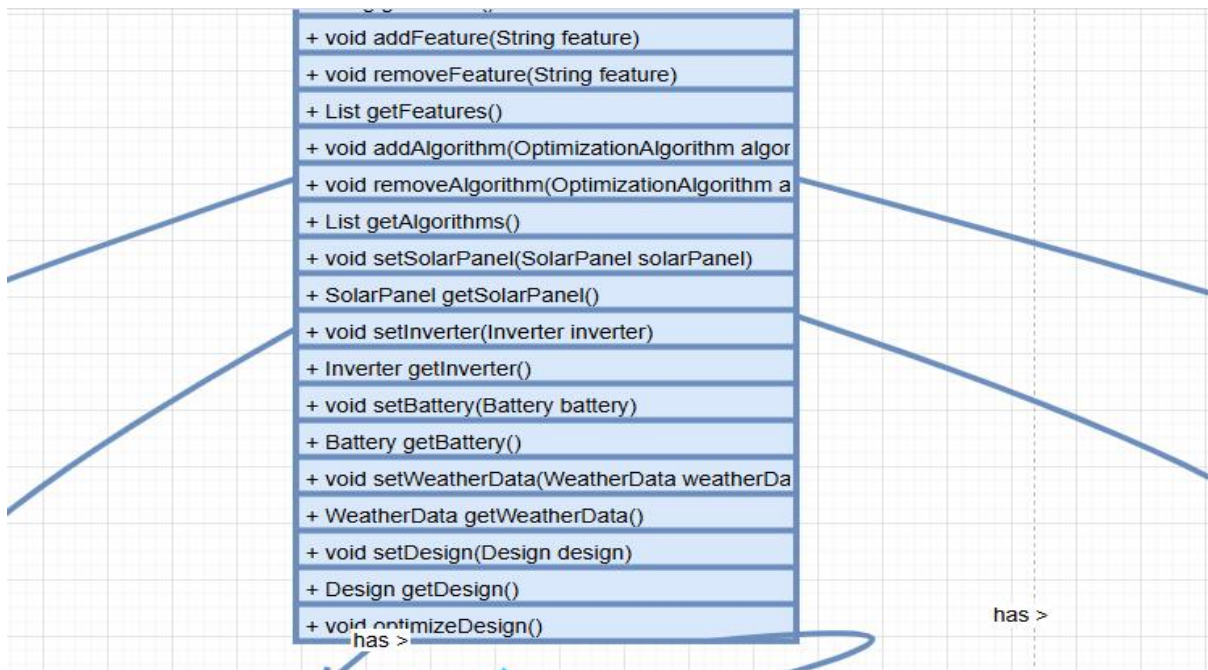 + void addFeature(String feature)
+ void removeFeature(String feature)
+ List getFeatures()
+ void addAlgorithm(OptimizationAlgorithm algor
+ void removeAlgorithm(OptimizationAlgorithm a
+ List getAlgorithms()
+ void setSolarPanel(SolarPanel solarPanel)
+ SolarPanel getSolarPanel()
+ void setInverter(Inverter inverter)
+ Inverter getInverter()
+ void setBattery(Battery battery)
+ Battery getBattery()
+ void setWeatherData(WeatherData weatherDa
+ WeatherData getWeatherData()
+ void setDesign(Design design)
+ Design getDesign()
has >
+ void optimizeDesign()
has >